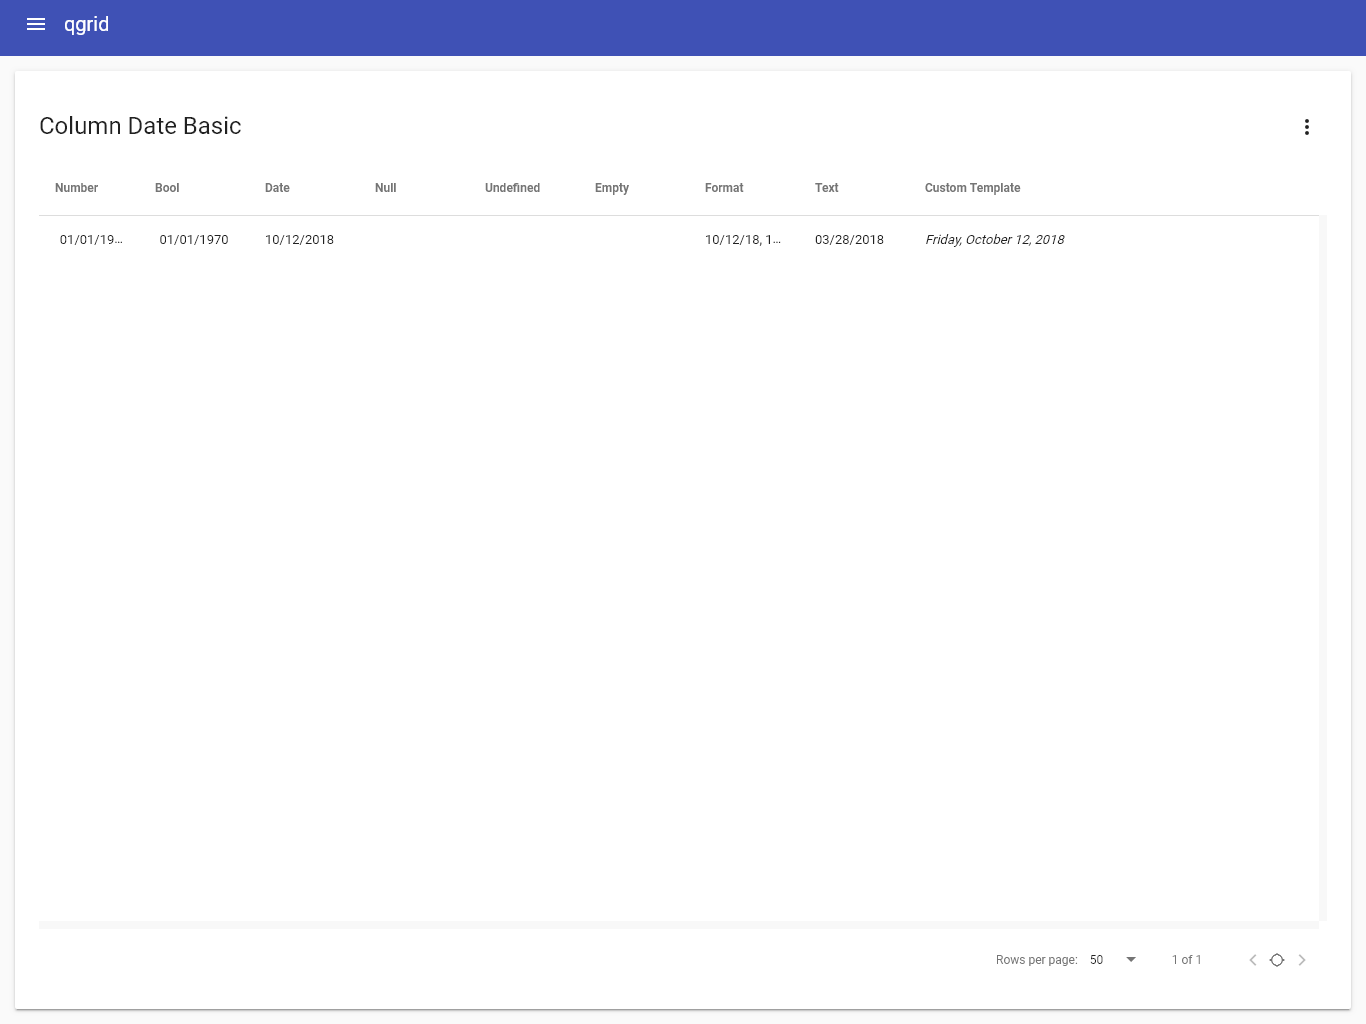 qgrid
Column Date Basic
Number Bool Date Null Undefined Empty Format Text Custom Template
01/01/19... 01/01/1970 10/12/2018 10/12/18, 1... 03/28/2018 Friday, October 12, 2018
Rows per page: 50 1 of 1